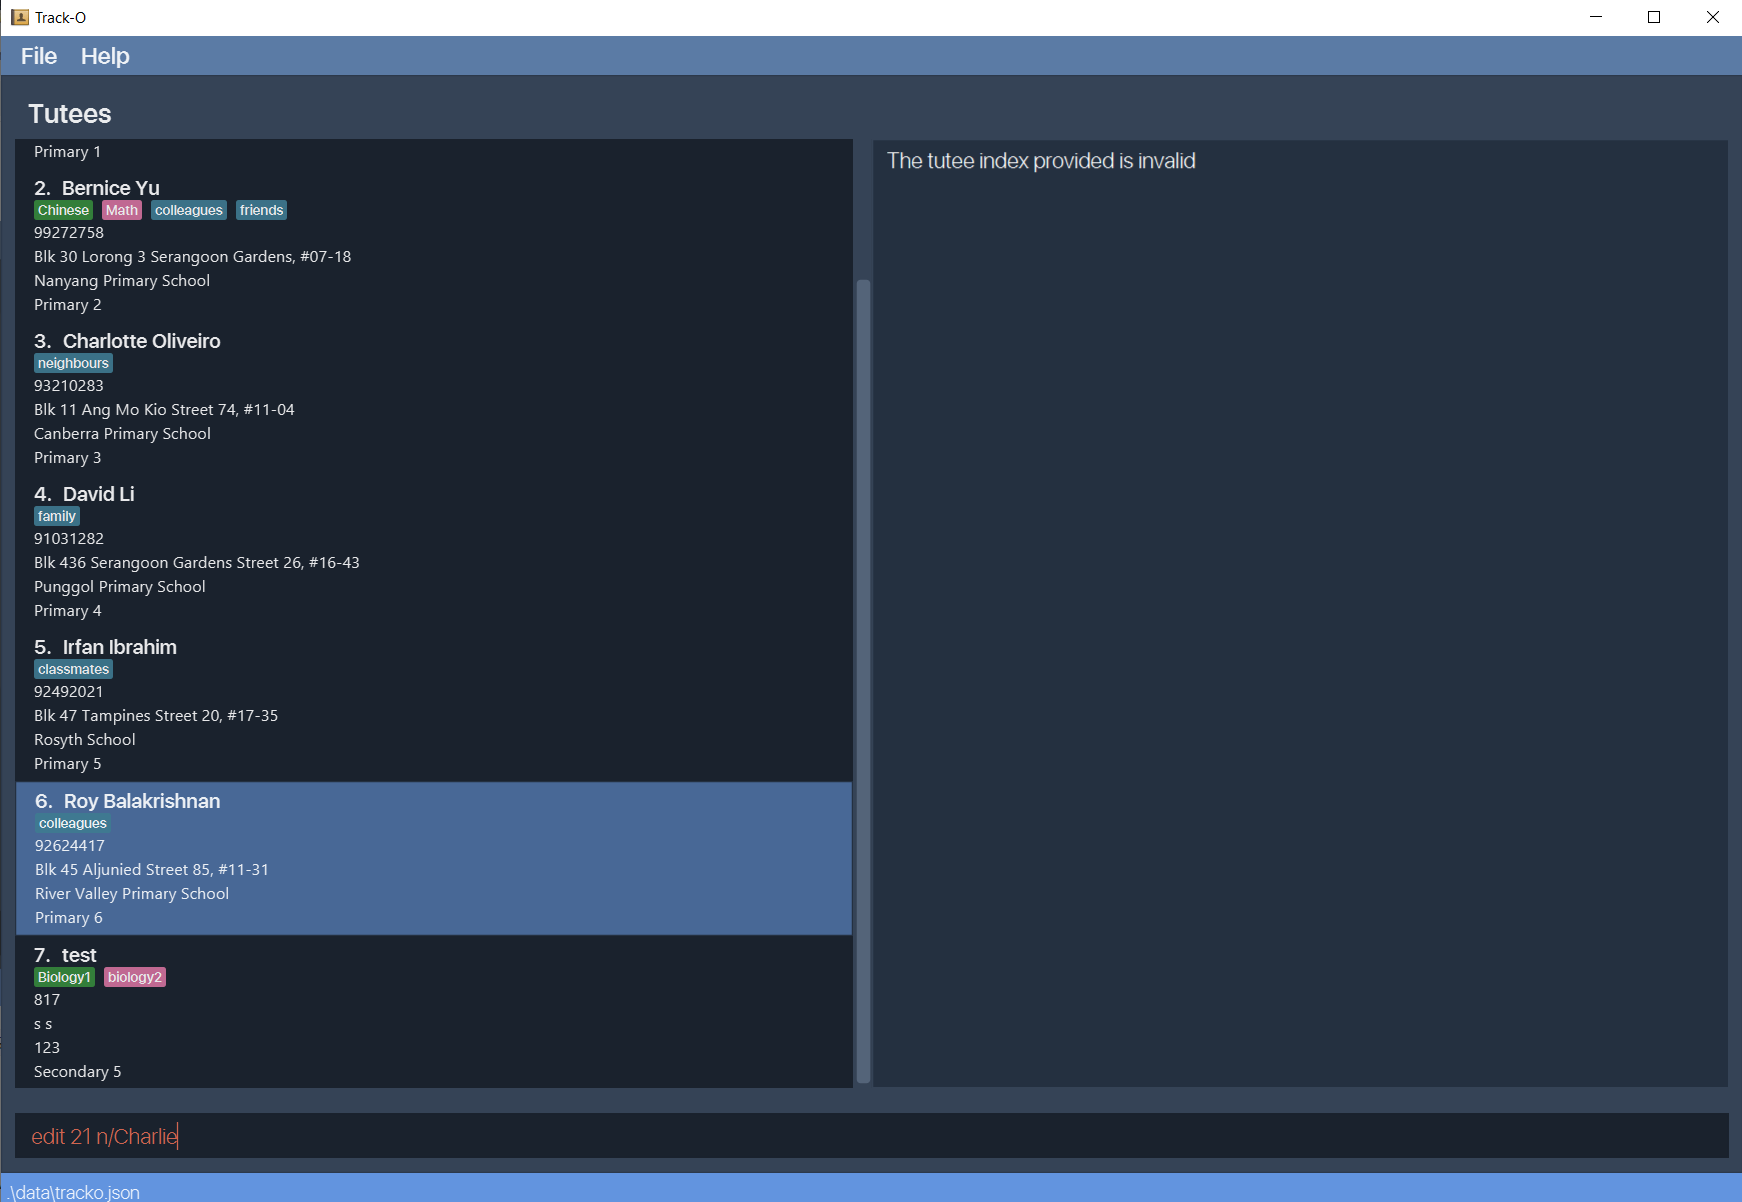 Track-O
File Help
Tutees
Primary 1
2. Bernice Yu
Chinese Math colleagues friends
99272758
Blk 30 Lorong 3 Serangoon Gardens, #07-18
Nanyang Primary School
Primary 2
3. Charlotte Oliveiro
neighbours
93210283
Blk 11 Ang Mo Kio Street 74, #11-04
Canberra Primary School
Primary 3
4. David Li
family
91031282
Blk 436 Serangoon Gardens Street 26, #16-43
Punggol Primary School
Primary 4
5. Irfan Ibrahim
classmates
92492021
Blk 47 Tampines Street 20, #17-35
Rosyth School
Primary 5
6. Roy Balakrishnan
colleagues
92624417
Blk 45 Aljunied Street 85, #11-31
River Valley Primary School
Primary 6
7. test
Biology1 biology2
817
s s
123
Secondary 5
The tutee index provided is invalid
edit 21 n/Charlie
.\data\tracko.json